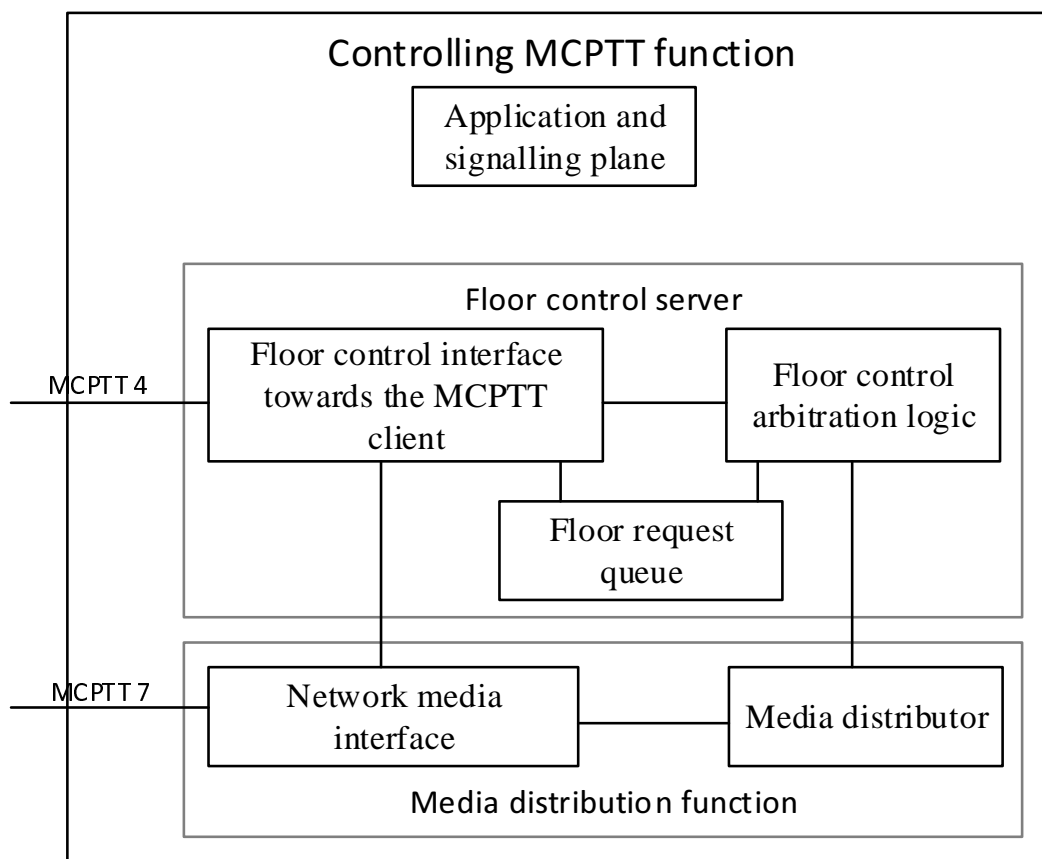 Controlling MCPTT function
Application and
signalling plane
Floor control server
Floor control interface
towards the MCPTT
client
Floor control
arbitration logic
MCPTT 4
Floor request
queue
MCPTT 7
Network media
interface
Media distributor
Media distribution function